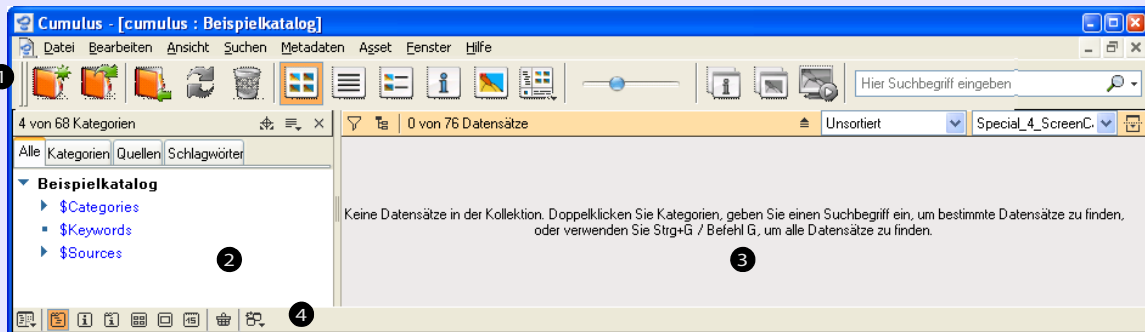 Cumulus - [cumulus : Beispielkatalog]
Datei Bearbeiten Ansicht Suchen Metadaten Asset Fenster Hilfe
1
Hier Suchbegriff eingeben
4 von 68 Kategorien
0 von 76 Datensätze
Unsortiert
Special_4_ScreenC.
Alle Kategorien Quellen Schlagwörter
Beispielkatalog
$Categories
$Keywords
$Sources
Keine Datensätze in der Kollektion. Doppelklicken Sie Kategorien, geben Sie einen Suchbegriff ein, um bestimmte Datensätze zu finden,
oder verwenden Sie Strg+G / Befehl G, um alle Datensätze zu finden.
2
3
4